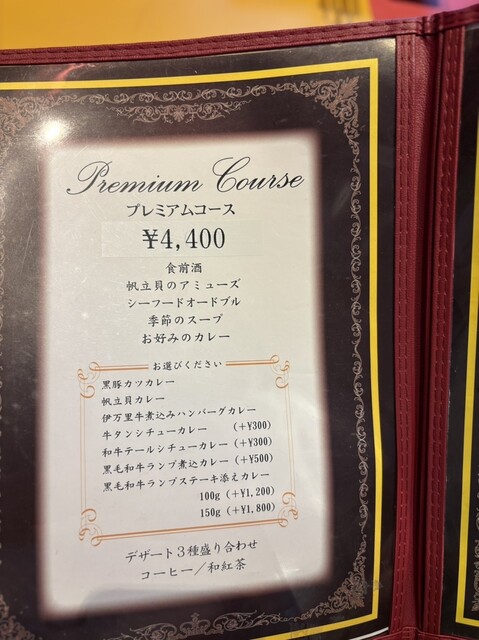 Premium Course
プレミアムコース
¥4,400
食前酒
帆立貝のアミューズ
シーフードオードブル
季節のスープ
お好みのカレー
お選びください
黒豚カツカレー
帆立貝カレー
伊万里牛煮込みハンバーグカレー
牛タンシチューカレー (+¥300)
和牛テールシチューカレー (+¥300)
黒毛和牛ランプ煮込カレー (+¥500)
黒毛和牛ランプステーキ添えカレー
100g (+¥1,200)
150g (+¥1,800)
デザート3種盛り合わせ
コーヒー／和紅茶